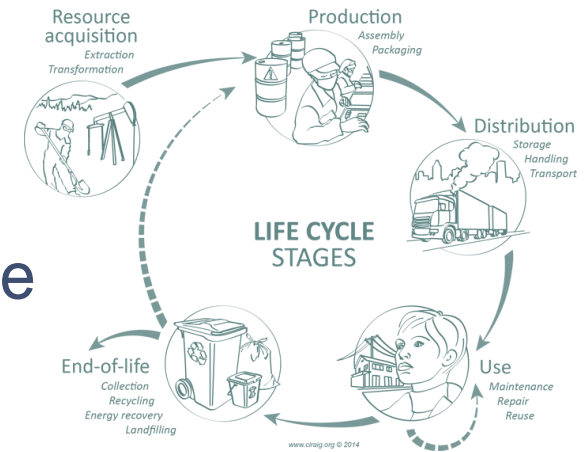 Resource
acquisition
Extraction
Transformation
Production
Assembly
Packaging
Distribution
Storage
Handling
Transport
LIFE CYCLE
STAGES
e
End-of-life
Collection
Recycling
Energy recovery
Landfilling
Use
Maintenance
Repair
Reuse
www.ciraig.org © 2014